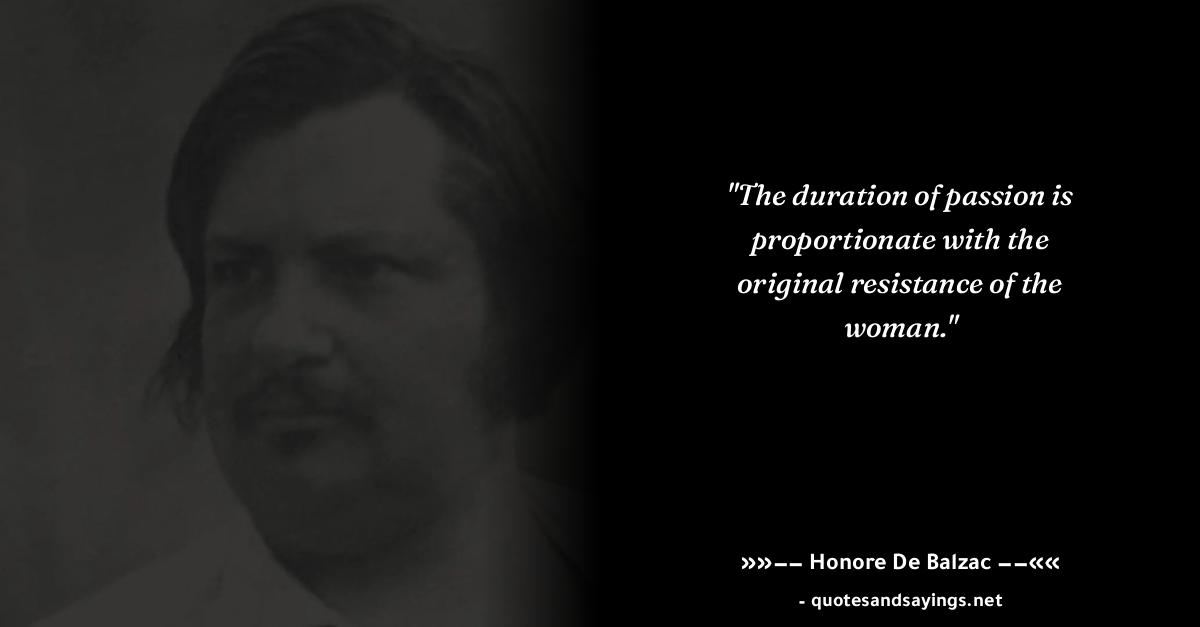 "The duration of passion is
proportionate with the
original resistance of the
woman."
»»−− Honore De Balzac −−««
- quotesandsayings.net